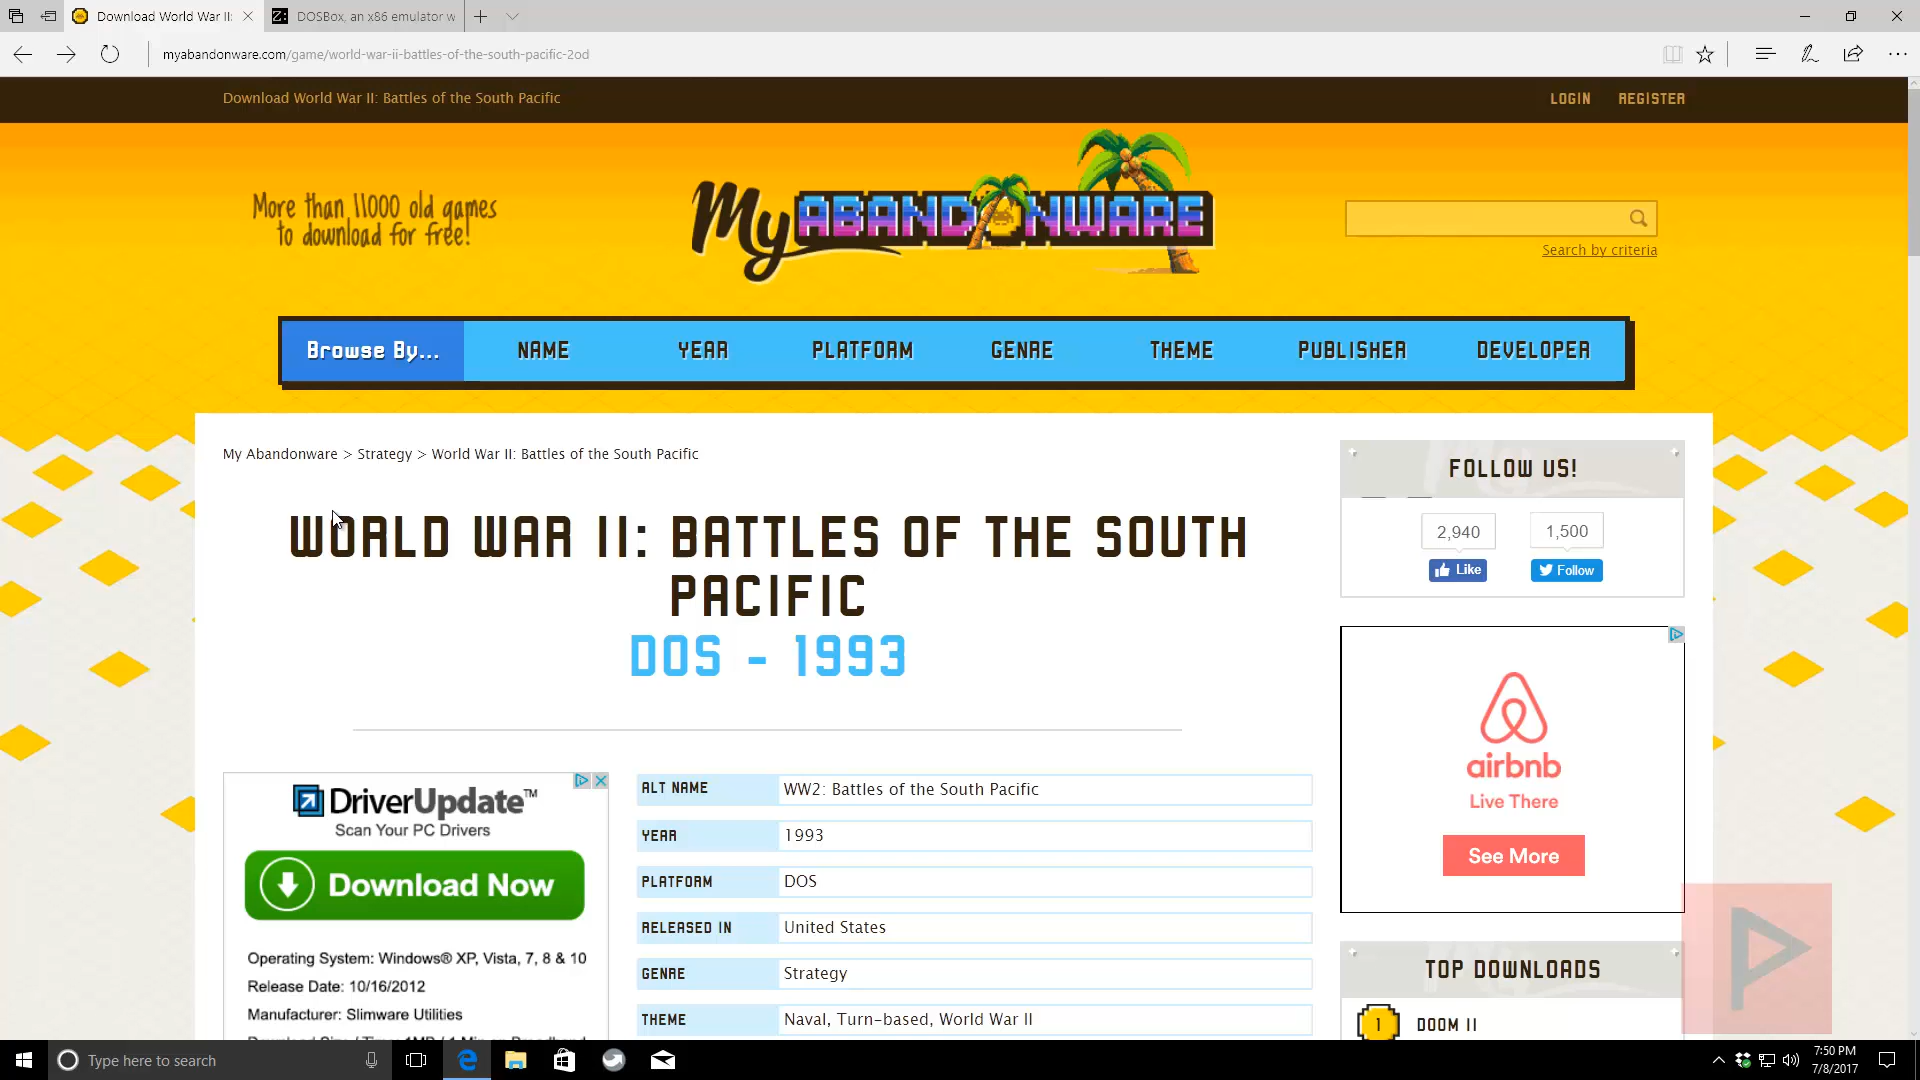 Download World War II:
DOSBox, an x86 emulator w
myabandonware.com/game/world-war-ii-battles-of-the-south-pacific-2od
Download World War II: Battles of the South Pacific
LOGIN
REGISTER
More than 11000 old games
to download for free!
My ABANDONWARE
Search by criteria
Browse By...
NAME
YEAR
PLATFORM
GENRE
THEME
PUBLISHER
DEVELOPER
My Abandonware > Strategy > World War II: Battles of the South Pacific
WORLD WAR II: BATTLES OF THE SOUTH
PACIFIC
DOS - 1993
FOLLOW US!
2,940
1,500
Like
Follow
airbnb
Live There
See More
DriverUpdate™
Scan Your PC Drivers
Download Now
Operating System: Windows® XP, Vista, 7, 8 & 10
Release Date: 10/16/2012
Manufacturer: Slimware Utilities
ALT NAME
WW2: Battles of the South Pacific
YEAR
1993
PLATFORM
DOS
RELEASED IN
United States
GENRE
Strategy
THEME
Naval, Turn-based, World War II
TOP DOWNLOADS
1
DOOM II
Type here to search
7:50 PM
7/8/2017